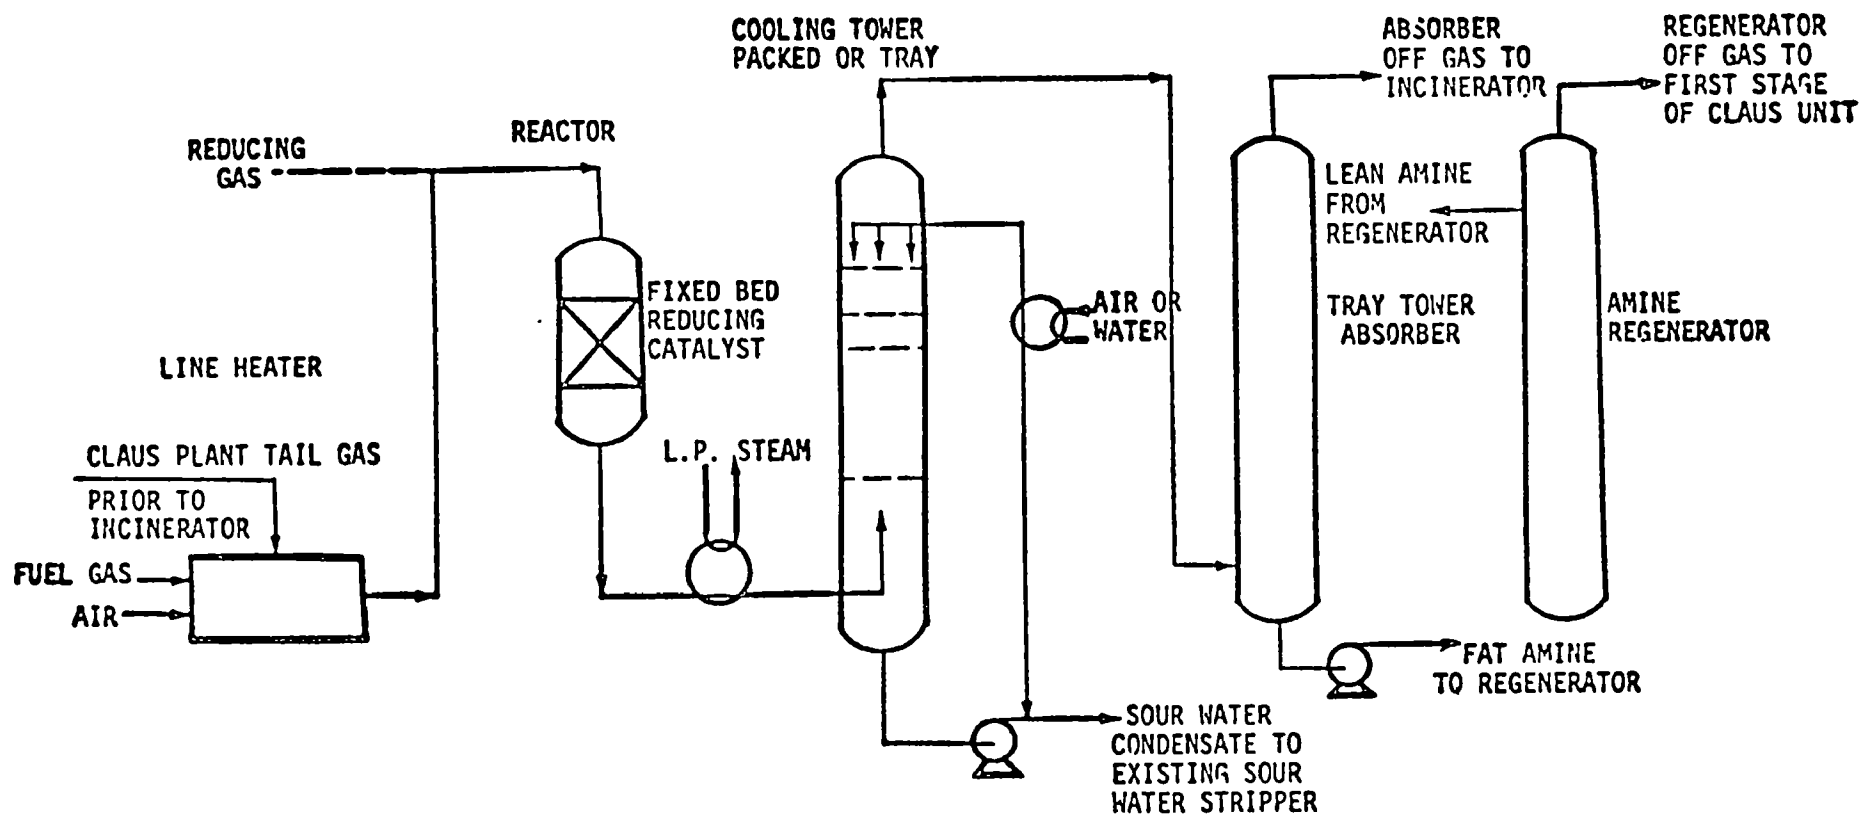 COOLING TOWER
PACKED OR TRAY
ABSORBER
OFF GAS TO
INCINERATOR
REGENERATOR
OFF GAS TO
FIRST STAGE
OF CLAUS UNIT
REDUCING
GAS
REACTOR
LEAN AMINE
FROM
REGENERATOR
FIXED BED
REDUCING
CATALYST
AIR OR
WATER
TRAY TOWER
ABSORBER
AMINE
REGENERATOR
LINE HEATER
CLAUS PLANT TAIL GAS
PRIOR TO
INCINERATOR
L.P. STEAM
FUEL GAS
AIR
FAT AMINE
TO REGENERATOR
SOUR WATER
CONDENSATE TO
EXISTING SOUR
WATER STRIPPER